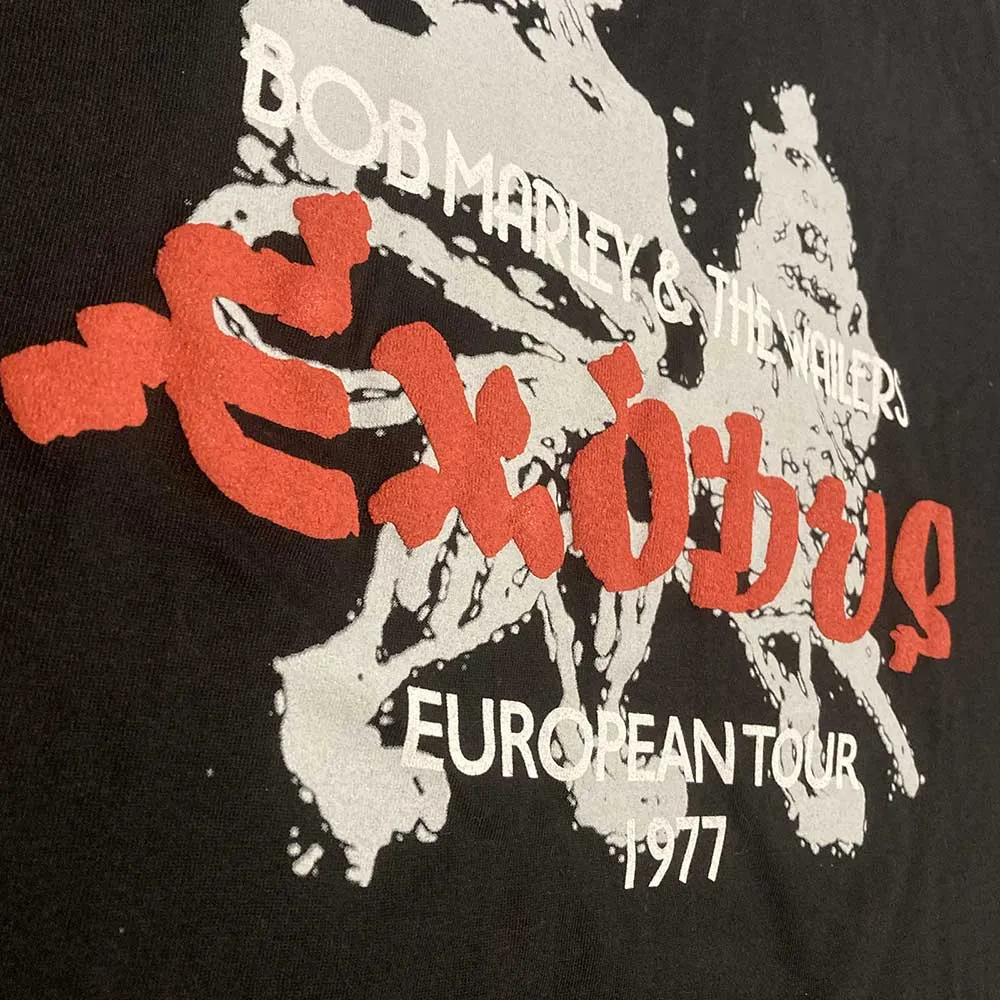 BOB MARLEY & THE WAILERS
EXODUS
EUROPEAN TOUR
1977